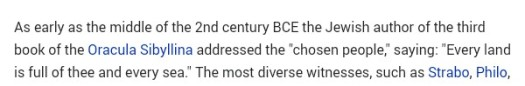 As early as the middle of the 2nd century BCE the Jewish author of the third
book of the Oracula Sibyllina addressed the "chosen people," saying: "Every land
is full of thee and every sea." The most diverse witnesses, such as Strabo, Philo,